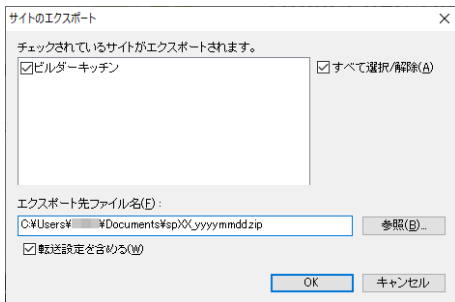 サイトのエクスポート
チェックされているサイトがエクスポートされます。
ビルダーキッチン
すべて選択/解除(A)
エクスポート先ファイル名(F):
C:¥Users¥ ¥Documents¥spXX_yyyymmdd.zip
参照(B)...
転送設定を含める(W)
OK
キャンセル